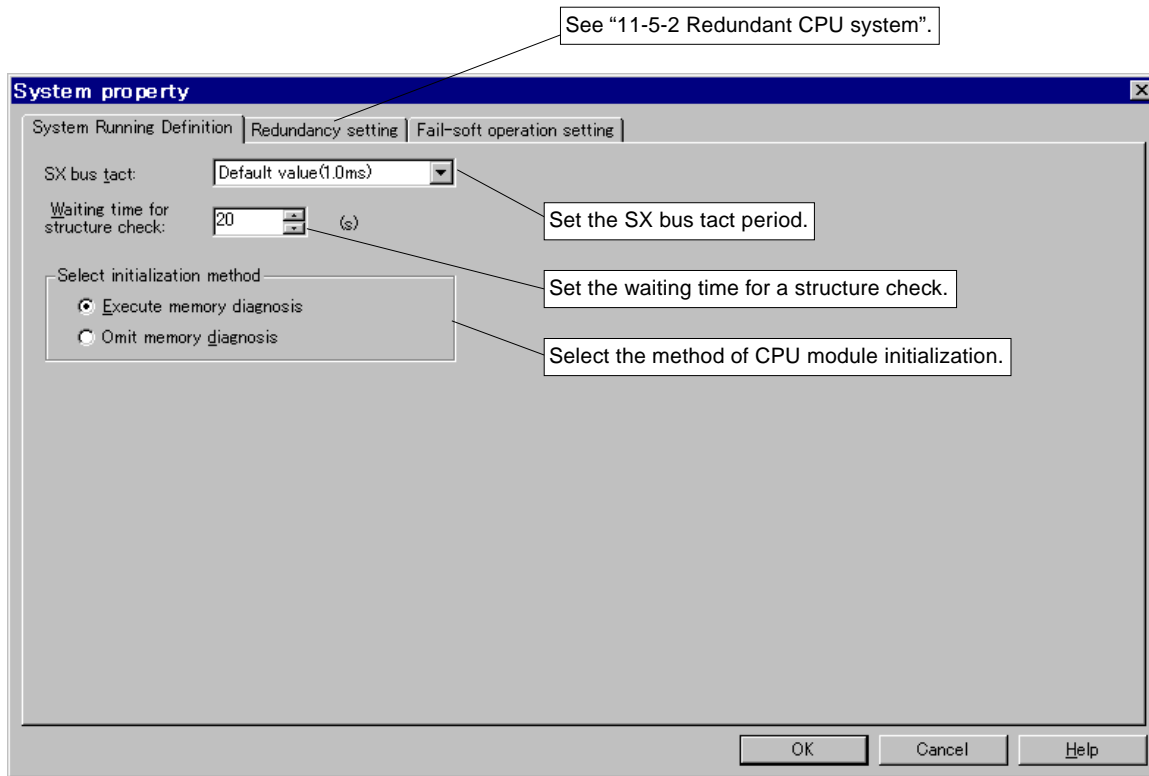 See “11-5-2 Redundant CPU system”.
System property
System Running Definition
Redundancy setting
Fail-soft operation setting
SX bus tact:
Default value(1.0ms)
Set the SX bus tact period.
Waiting time for
structure check:
20
(s)
Set the waiting time for a structure check.
Select initialization method
Execute memory diagnosis
Omit memory diagnosis
Select the method of CPU module initialization.
OK
Cancel
Help